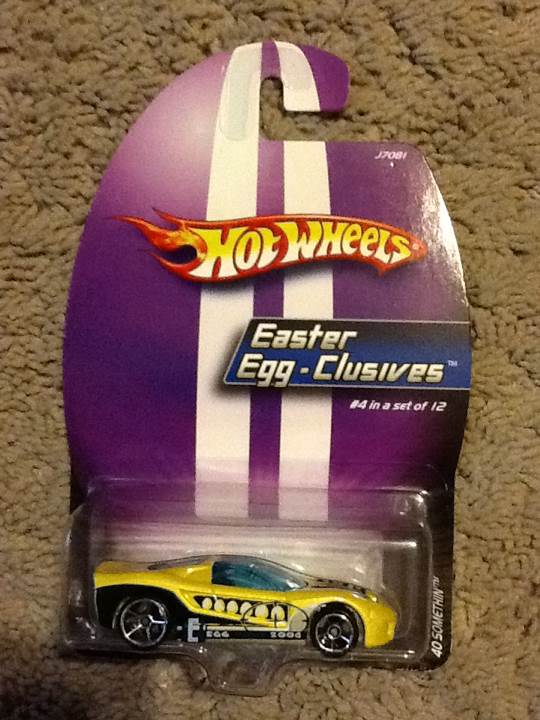 J7081
HOT WHEELS
Easter
Egg-Clusives™
#4 in a set of 12
E EGG 2006
40 SOMETHIN'™